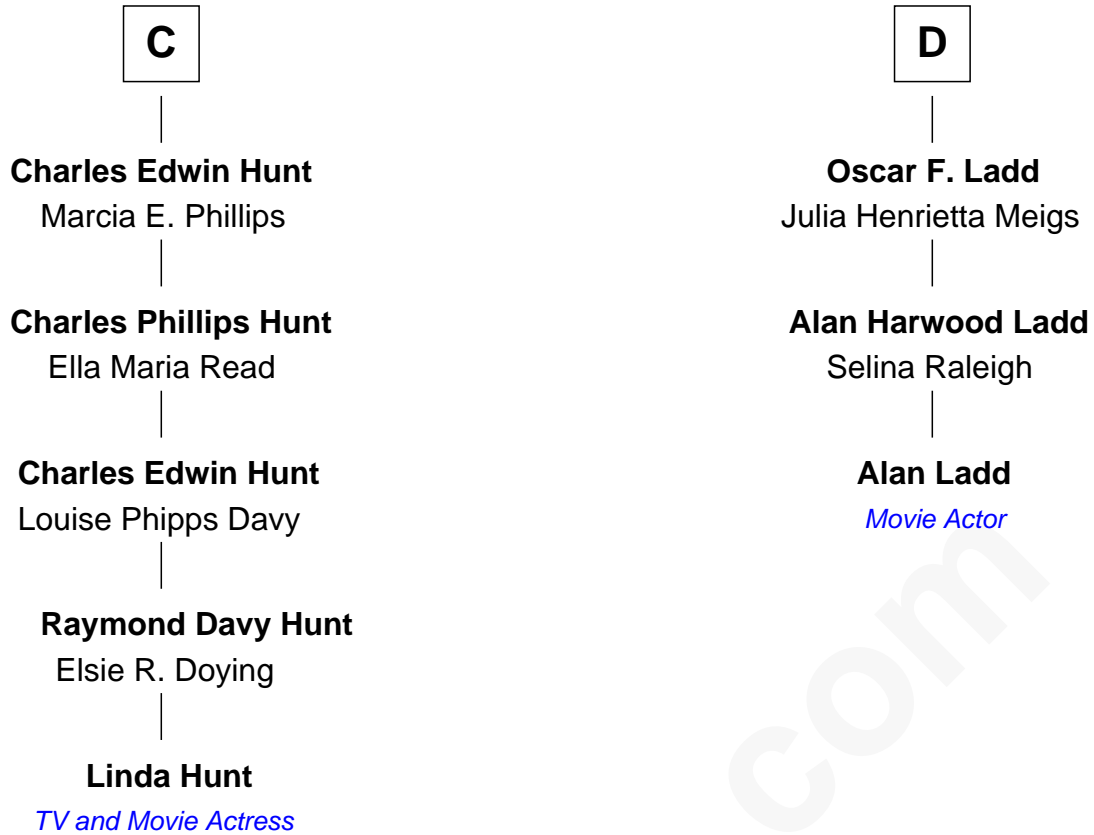 C
Charles Edwin Hunt
Marcia E. Phillips
Charles Phillips Hunt
Ella Maria Read
Charles Edwin Hunt
Louise Phipps Davy
Raymond Davy Hunt
Elsie R. Doying
Linda Hunt
TV and Movie Actress
D
Oscar F. Ladd
Julia Henrietta Meigs
Alan Harwood Ladd
Selina Raleigh
Alan Ladd
Movie Actor
com